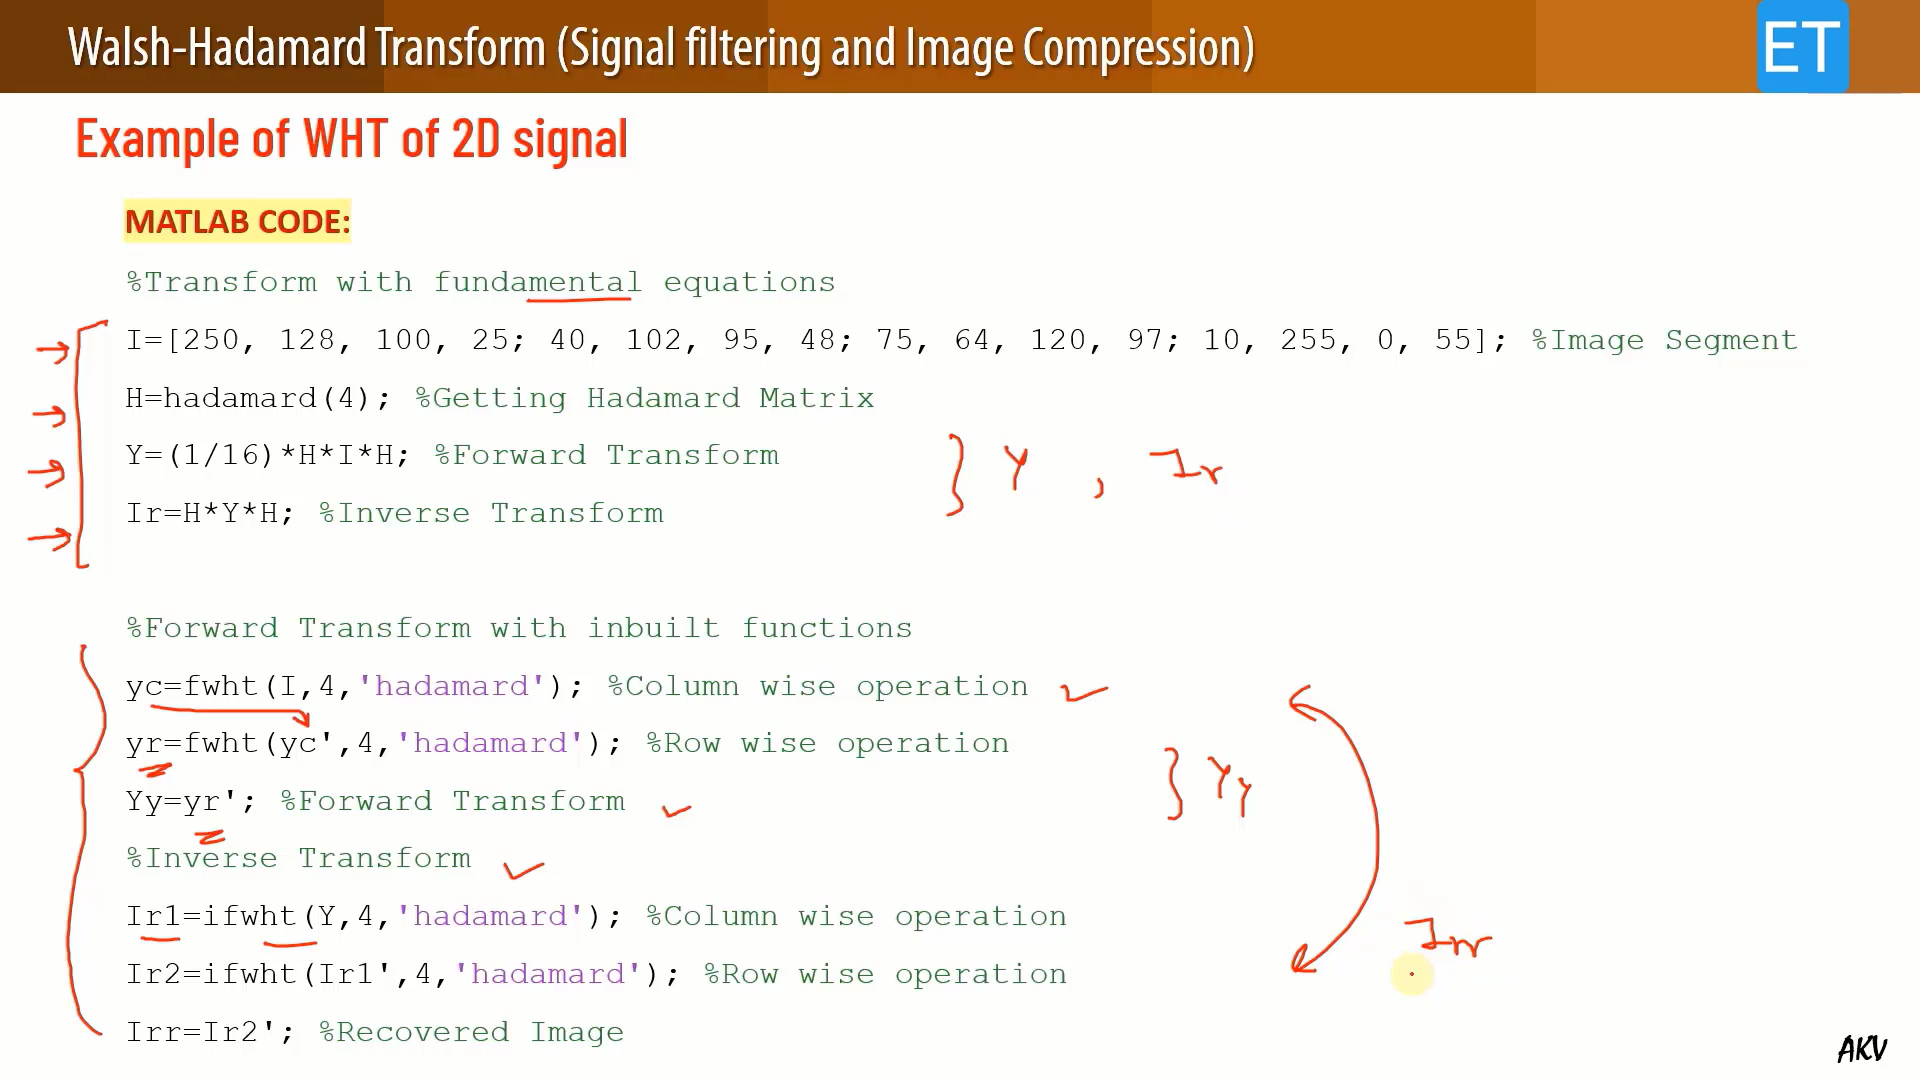 Walsh-Hadamard Transform (Signal filtering and Image Compression)
ET
Example of WHT of 2D signal
MATLAB CODE:
%Transform with fundamental equations
I=[250, 128, 100, 25; 40, 102, 95, 48; 75, 64, 120, 97; 10, 255, 0, 55]; %Image Segment
H=hadamard(4); %Getting Hadamard Matrix
Y=(1/16)*H*I*H; %Forward Transform
} Y , Ir
Ir=H*Y*H; %Inverse Transform
%Forward Transform with inbuilt functions
yc=fwht(I,4,'hadamard'); %Column wise operation
yr=fwht(yc',4,'hadamard'); %Row wise operation
} Yy
Yy=yr'; %Forward Transform
%Inverse Transform
Ir1=ifwht(Y,4,'hadamard'); %Column wise operation
Irr
Ir2=ifwht(Ir1',4,'hadamard'); %Row wise operation
Irr=Ir2'; %Recovered Image
AKV